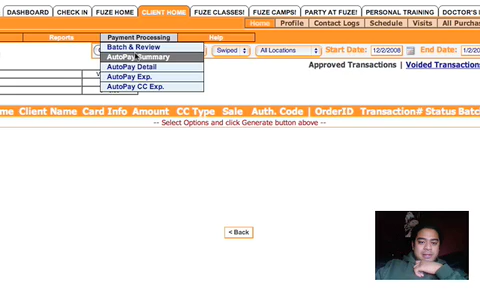 DASHBOARD CHECK IN FUZE HOME CLIENT HOME FUZE CLASSES! FUZE CAMPS! PARTY AT FUZE! PERSONAL TRAINING DOCTOR'S
Home Profile Contact Logs Schedule Visits All Purchas
Reports Payment Processing Help
Batch & Review
Swiped All Locations Start Date: 12/2/2008 End Date: 1/2/20
AutoPay Summary
AutoPay Detail Approved Transactions | Voided Transactions
AutoPay Exp.
AutoPay CC Exp.
me Client Name Card Info Amount CC Type Sale Auth. Code | OrderID Transaction# Status Batc
-- Select Options and click Generate button above --
< Back